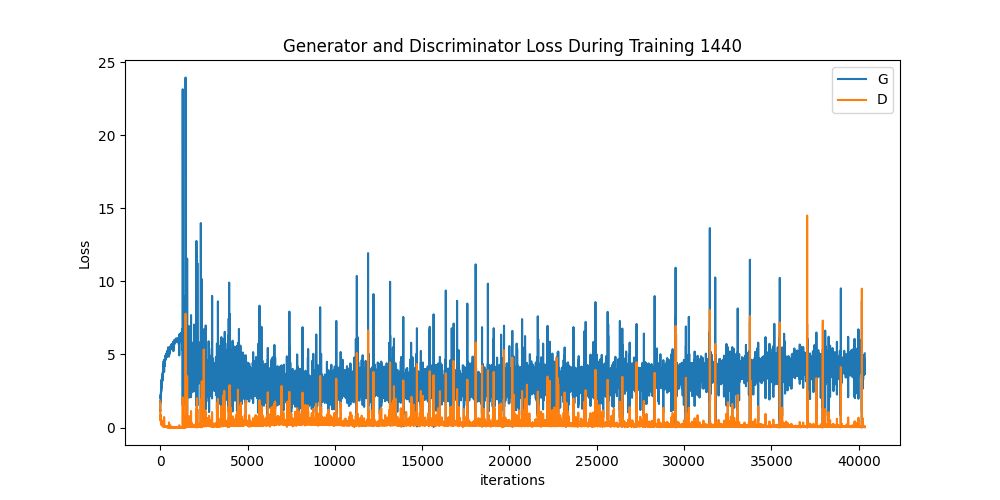 Generator and Discriminator Loss During Training 1440
G
D
25
20
15
10
5
0
Loss
0 5000 10000 15000 20000 25000 30000 35000 40000
iterations